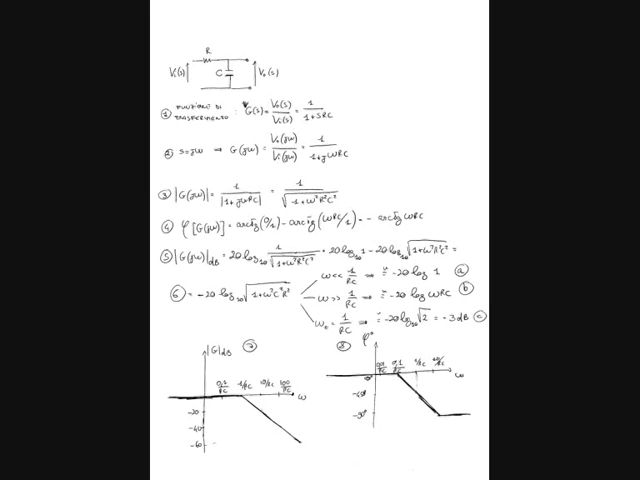 R
Vi(s) C Vo(s)
① FUNZIONE DI TRASFERIMENTO : G(s) = Vo(s)/Vi(s) = 1/(1+SRC)
② s=jω ⇒ G(jω) = Vo(jω)/Vi(jω) = 1/(1+jωRC)
③ |G(jω)| = 1/|1+jωRC| = 1/√(1+ω²R²C²)
④ φ[G(jω)] = arctg(0/1) - arctg(ωRC/1) = - arctg ωRC
⑤ |G(jω)|dB = 20 log₁₀ 1/√(1+ω²R²C²) = 20 log₁₀ 1 - 20 log₁₀ √(1+ω²R²C²) =
⑥ = -20 log₁₀ √(1+ω²C²R²)
ω << 1/RC ⇒ ≅ -20 log 1 ⓐ
ω >> 1/RC ⇒ ≅ -20 log ωRC ⓑ
ω₀ = 1/RC ⇒ ≅ -20 log₁₀ √2 = -3 dB ⓒ
|G|dB ⑦
0,1/RC 1/RC 10/RC 100/RC ω
-20
-40
-60
⑧ φ°
0,01/RC 0,1/RC 1/RC 10/RC ω
0°
-45°
-90°